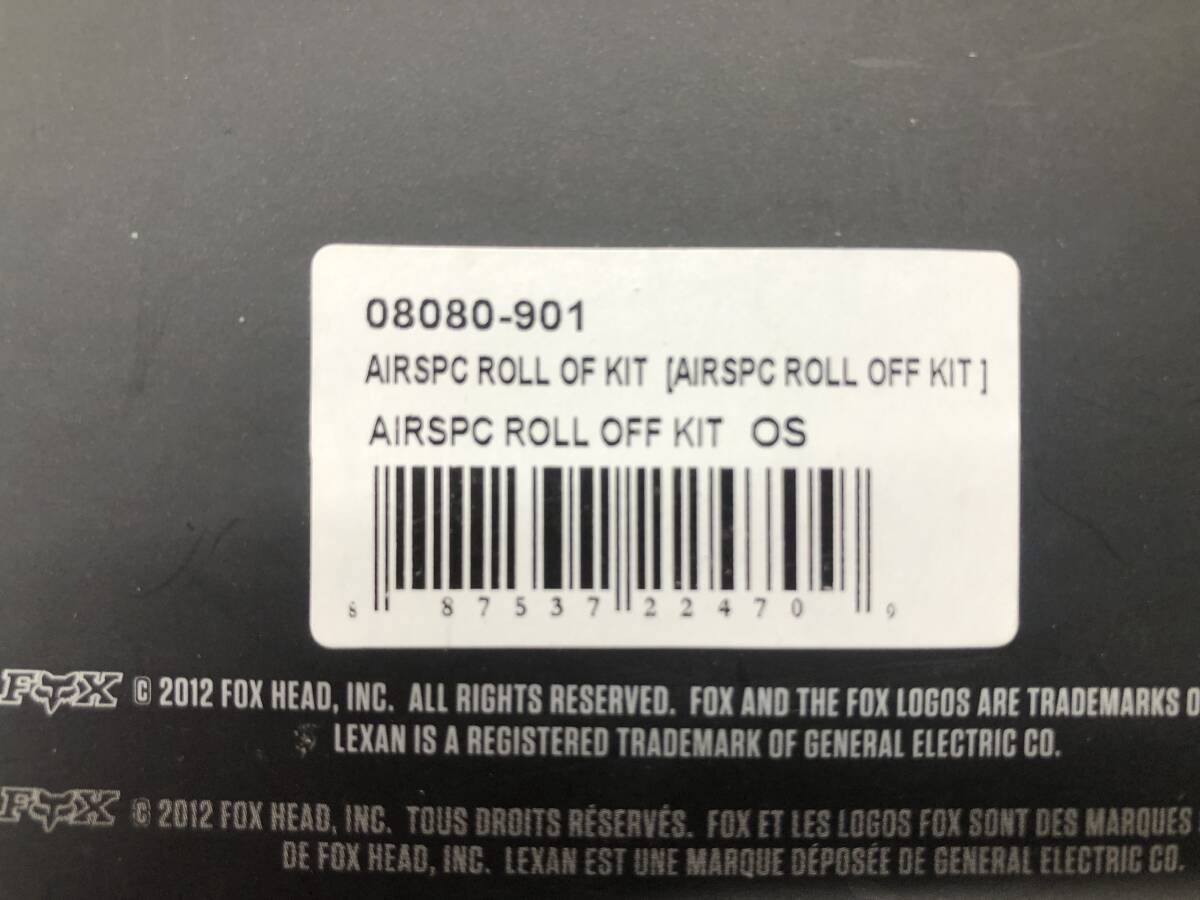 08080-901
AIRSPC ROLL OF KIT [AIRSPC ROLL OFF KIT ]
AIRSPC ROLL OFF KIT OS
8 87537 22470 9
FOX © 2012 FOX HEAD, INC. ALL RIGHTS RESERVED. FOX AND THE FOX LOGOS ARE TRADEMARKS O
LEXAN IS A REGISTERED TRADEMARK OF GENERAL ELECTRIC CO.
FOX © 2012 FOX HEAD, INC. TOUS DROITS RÉSERVÉS. FOX ET LES LOGOS FOX SONT DES MARQUES
DE FOX HEAD, INC. LEXAN EST UNE MARQUE DÉPOSÉE DE GENERAL ELECTRIC CO.